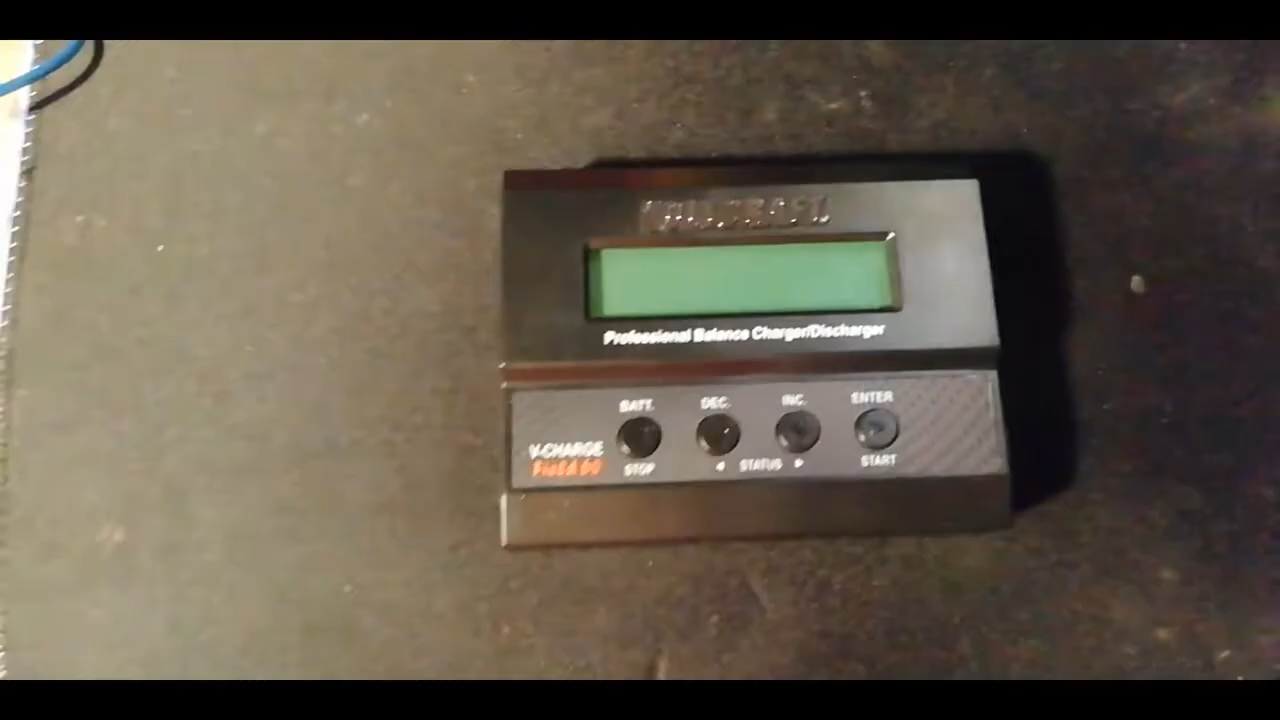 Professional Balance Charger/Discharger
BATT. DEC. INC. ENTER
V-CHARGE
STOP ◄ STATUS ► START